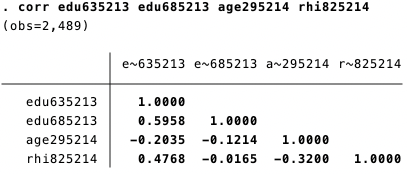 . corr edu635213 edu685213 age295214 rhi825214
(obs=2,489)
e~635213 e~685213 a~295214 r~825214
edu635213 1.0000
edu685213 0.5958 1.0000
age295214 -0.2035 -0.1214 1.0000
rhi825214 0.4768 -0.0165 -0.3200 1.0000